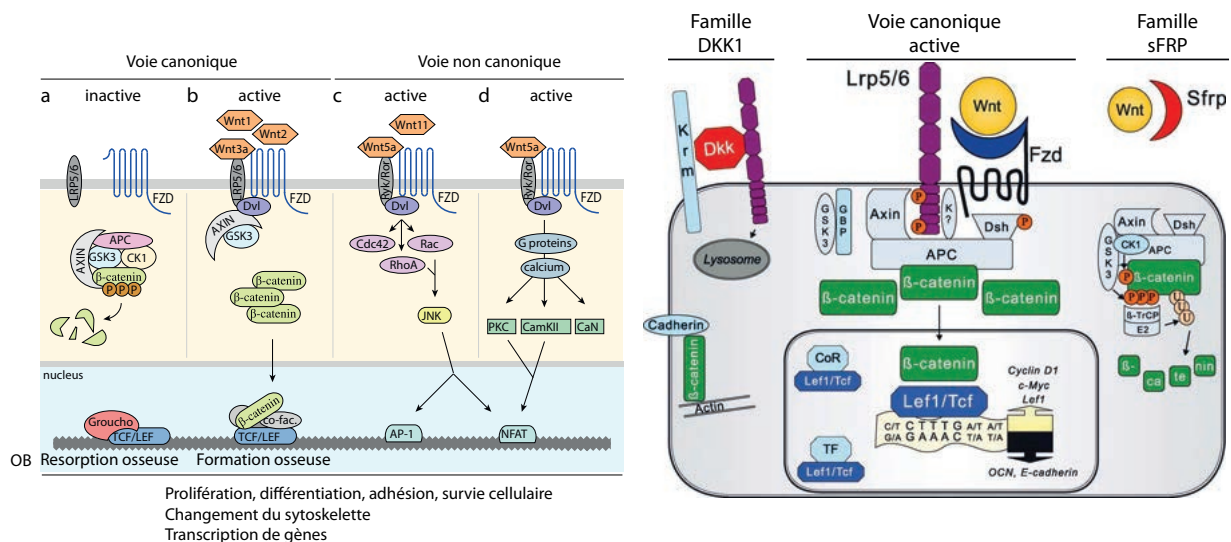 Voie canonique
Voie non canonique
a
inactive
b
active
c
active
d
active
Wnt1
Wnt2
Wnt3a
Wnt11
Wnt5a
Wnt5a
LRP5/6
FZD
LRP5/6
FZD
Ryk/Ror
FZD
Ryk/Ror
FZD
Dvl
AXIN
GSK3
Dvl
Dvl
APC
AXIN
GSK3
CK1
β-catenin
P P P
β-catenin
β-catenin
β-catenin
Cdc42
Rac
RhoA
JNK
G proteins
calcium
PKC
CamKII
CaN
nucleus
Groucho
TCF/LEF
β-catenin
co-fac.
TCF/LEF
AP-1
NFAT
OB
Resorption osseuse
Formation osseuse
Prolifération, différentiation, adhésion, survie cellulaire
Changement du sytoskelette
Transcription de gènes
Famille
DKK1
Voie canonique
active
Famille
sFRP
Krm
Dkk
Lysosome
Cadherin
ß-catenin
Actin
Lrp5/6
Wnt
Fzd
GSK3
GBP
Axin
P
P
K?
Dsh
P
APC
ß-catenin
ß-catenin
ß-catenin
ß-catenin
CoR
Lef1/Tcf
Lef1/Tcf
TF
Lef1/Tcf
C/T C T T T G A/T A/T
G/A G A A A C T/A T/A
Cyclin D1
c-Myc
Lef1
OCN, E-cadherin
Wnt
Sfrp
Axin
Dsh
CK1
APC
GSK3
P
ß-catenin
P P P
U U U
ß-TrCP
E2
ß-
ca
te
nin